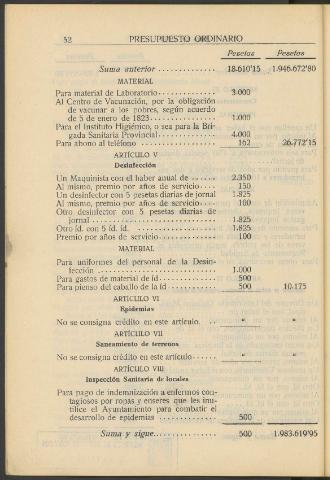 52 PRESUPUESTO ORDINARIO
Pesetas Pesetas
Suma anterior .............. 18.610'15 1.946.672'80
MATERIAL
Para material de Laboratorio............. 3.000
Al Centro de Vacunación, por la obligación
de vacunar a los pobres, según acuerdo
de 5 de enero de 1823................ 1.000
Para el Instituto Higiénico, o sea para la Bri-
gada Sanitaria Provincial.............. 4.000
Para abono al teléfono .................. 162 26.772'15
ARTÍCULO V
Desinfección
Un Maquinista con el haber anual de ...... 2.350
Al mismo, premio por años de servicio.... 150
Un desinfector con 5 pesetas diarias de jornal 1.825
Al mismo, premio por años de servicio.... 100
Otro desinfector con 5 pesetas diarias de
jornal............................. 1.825
Otro íd. con 5 íd. íd. ................... 1.825
Premio por años de servicio.............. 100
MATERIAL
Para uniformes del personal de la Desin-
fección ............................ 1.000
Para gastos de material de íd............. 500
Para pienso del caballo de la íd........... 500 10.175
ARTÍCULO VI
Epidemias
No se consigna crédito en este artículo. .. » »
ARTÍCULO VII
Saneamiento de terrenos
No se consigna crédito en este artículo...... » »
ARTÍCULO VIII
Inspección Sanitaria de locales
Para pago de indemnización a enfermos con-
tagiosos por ropas y enseres que les inu-
tilice el Ayuntamiento para combatir el
desarrollo de epidemias .............. 500
Suma y sigue................ 500 1.983.619'95